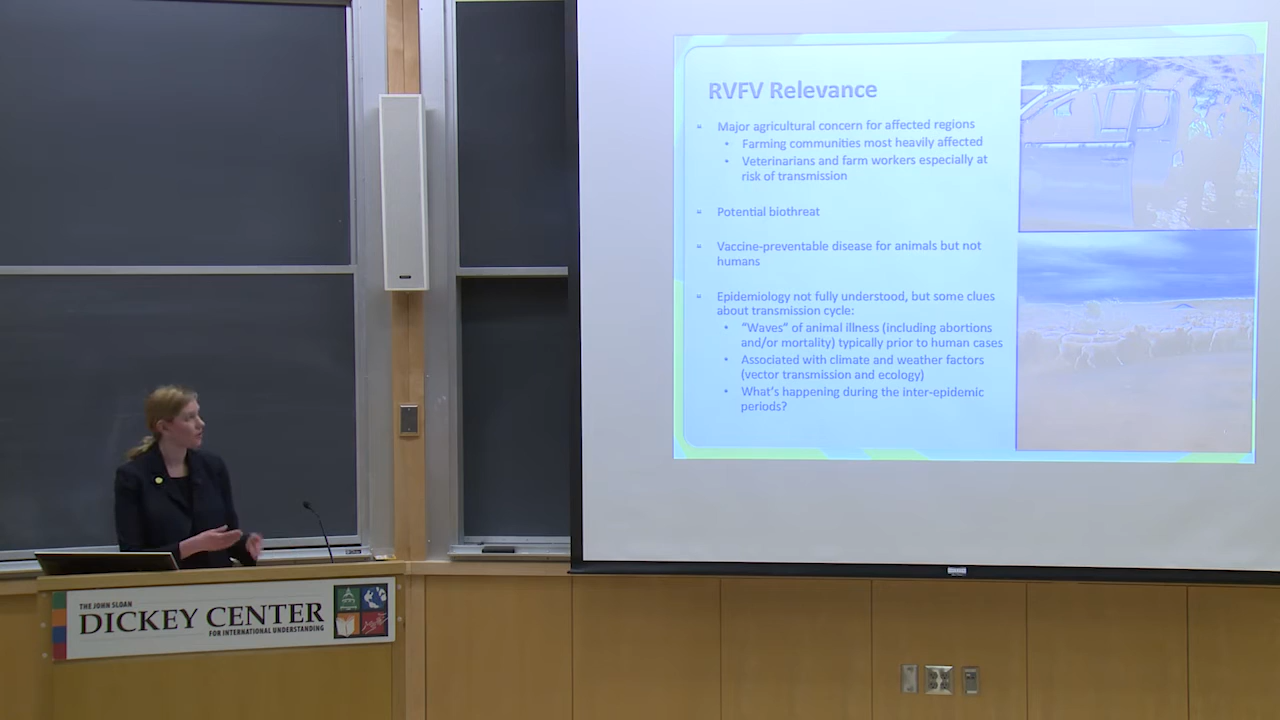 RVFV Relevance
Major agricultural concern for affected regions
Farming communities most heavily affected
Veterinarians and farm workers especially at
risk of transmission
Potential biothreat
Vaccine-preventable disease for animals but not
humans
Epidemiology not fully understood, but some clues
about transmission cycle:
"Waves" of animal illness (including abortions
and/or mortality) typically prior to human cases
Associated with climate and weather factors
(vector transmission and ecology)
What's happening during the inter-epidemic
periods?
THE JOHN SLOAN
DICKEY CENTER
FOR INTERNATIONAL UNDERSTANDING